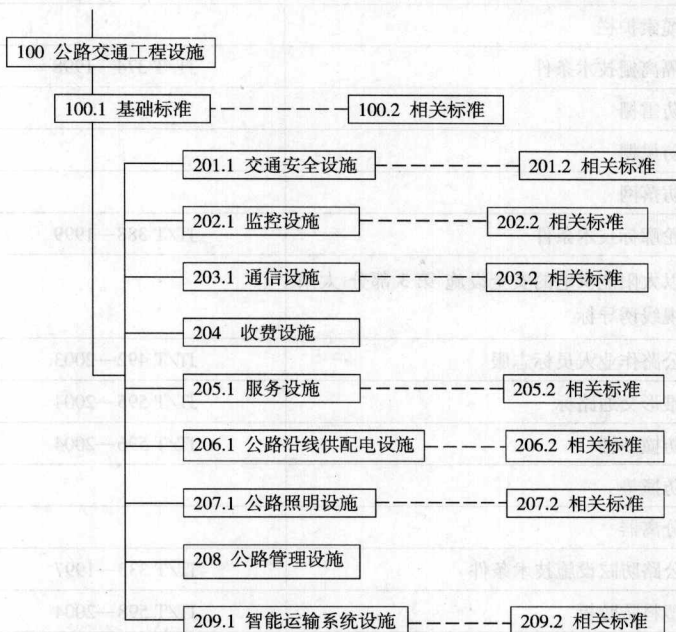 100 公路交通工程设施
100.1 基础标准 100.2 相关标准
201.1 交通安全设施 201.2 相关标准
202.1 监控设施 202.2 相关标准
203.1 通信设施 203.2 相关标准
204 收费设施
205.1 服务设施 205.2 相关标准
206.1 公路沿线供配电设施 206.2 相关标准
207.1 公路照明设施 207.2 相关标准
208 公路管理设施
209.1 智能运输系统设施 209.2 相关标准